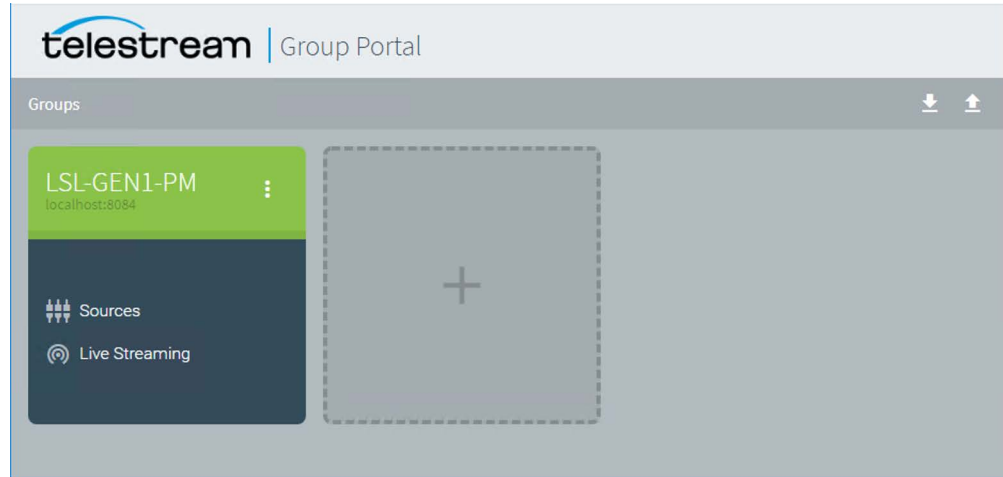 telestream | Group Portal
Groups
LSL-GEN1-PM
localhost:8084
Sources
Live Streaming